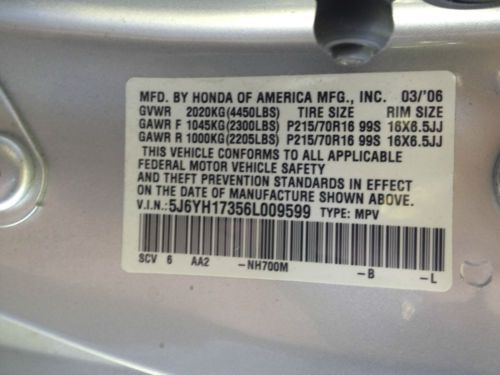 MFD. BY HONDA OF AMERICA MFG., INC. 03/'06
GVWR 2020KG(4450LBS) TIRE SIZE RIM SIZE
GAWR F 1045KG(2300LBS) P215/70R16 99S 16X6.5JJ
GAWR R 1000KG(2205LBS) P215/70R16 99S 16X6.5JJ
THIS VEHICLE CONFORMS TO ALL APPLICABLE
FEDERAL MOTOR VEHICLE SAFETY
AND THEFT PREVENTION STANDARDS IN EFFECT
ON THE DATE OF MANUFACTURE SHOWN ABOVE.
V.I.N.: 5J6YH17356L009599 TYPE: MPV
SCV 6 AA2 -NH700M -B -L